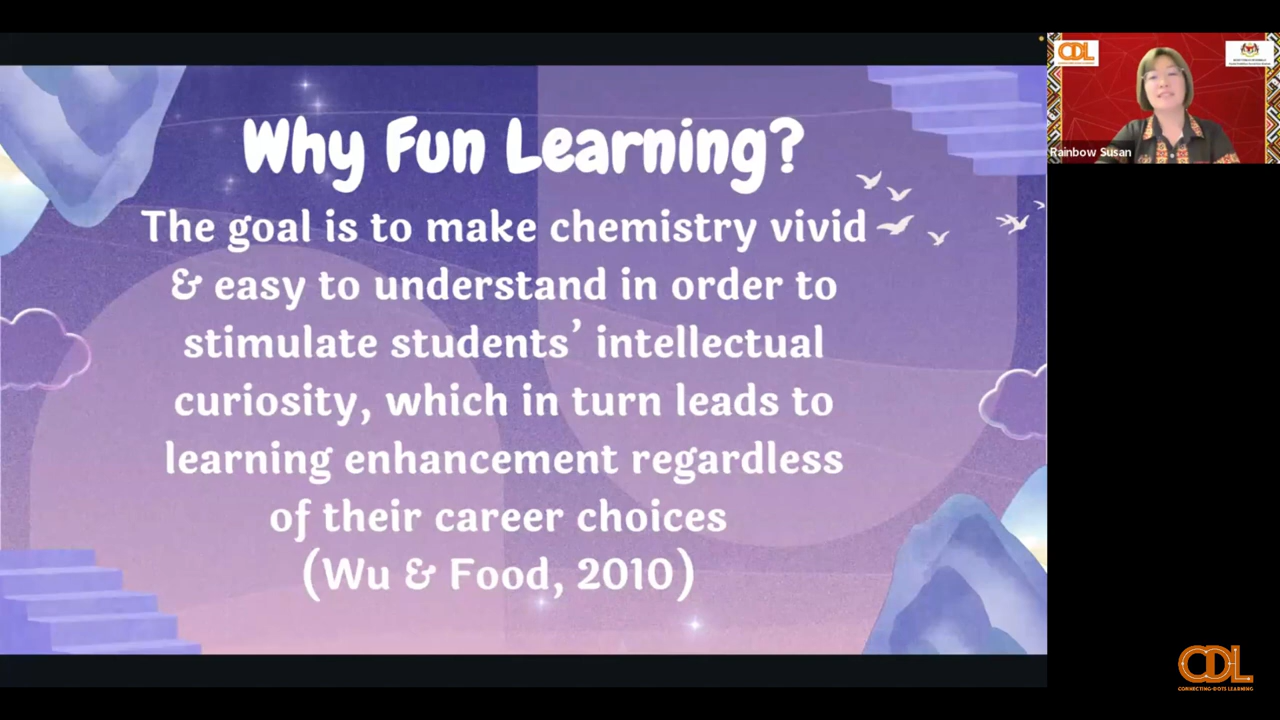 Why Fun Learning?
The goal is to make chemistry vivid
& easy to understand in order to
stimulate students’ intellectual
curiosity, which in turn leads to
learning enhancement regardless
of their career choices
(Wu & Food, 2010)
CDL
Rainbow Susan
CDL
CONNECTING-DOTS LEARNING